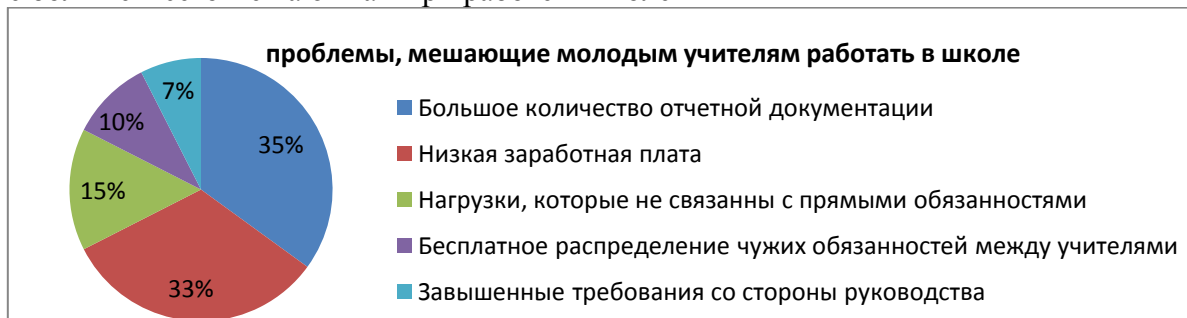 проблемы, мешающие молодым учителям работать в школе
7%
10%
35%
15%
33%
Большое количество отчетной документации
Низкая заработная плата
Нагрузки, которые не связанны с прямыми обязанностями
Бесплатное распределение чужих обязанностей между учителями
Завышенные требования со стороны руководства